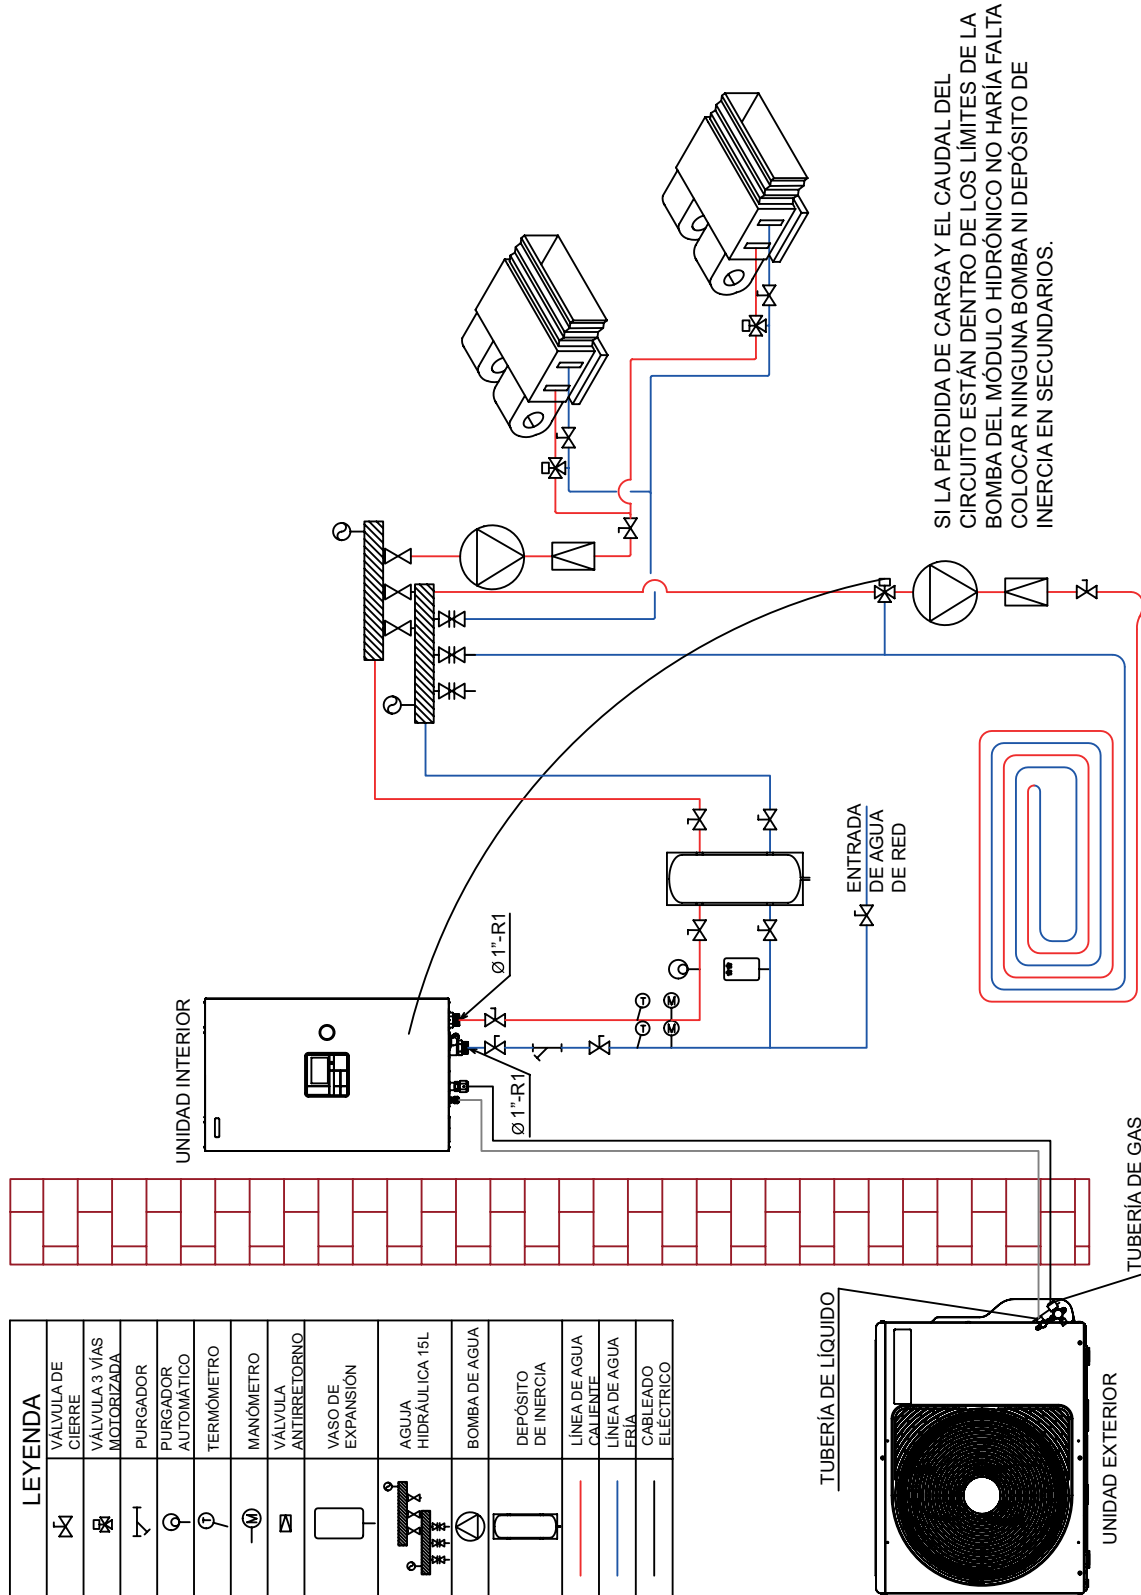 LEYENDA
VÁLVULA DE
CIERRE
VÁLVULA 3 VÍAS
MOTORIZADA
PURGADOR
PURGADOR
AUTOMÁTICO
T
TERMÓMETRO
M
MANÓMETRO
VÁLVULA
ANTIRRETORNO
VASO DE
EXPANSIÓN
AGUJA
HIDRÁULICA 15L
BOMBA DE AGUA
DEPÓSITO
DE INERCIA
LÍNEA DE AGUA
CALIENTE
LÍNEA DE AGUA
FRÍA
CABLEADO
ELÉCTRICO
UNIDAD INTERIOR
Ø 1"-R1
Ø 1"-R1
T
T
M
M
ENTRADA
DE AGUA
DE RED
TUBERÍA DE LÍQUIDO
TUBERÍA DE GAS
UNIDAD EXTERIOR
SI LA PÉRDIDA DE CARGA Y EL CAUDAL DEL
CIRCUITO ESTÁN DENTRO DE LOS LÍMITES DE LA
BOMBA DEL MÓDULO HIDRÓNICO NO HARÍA FALTA
COLOCAR NINGUNA BOMBA NI DEPÓSITO DE
INERCIA EN SECUNDARIOS.